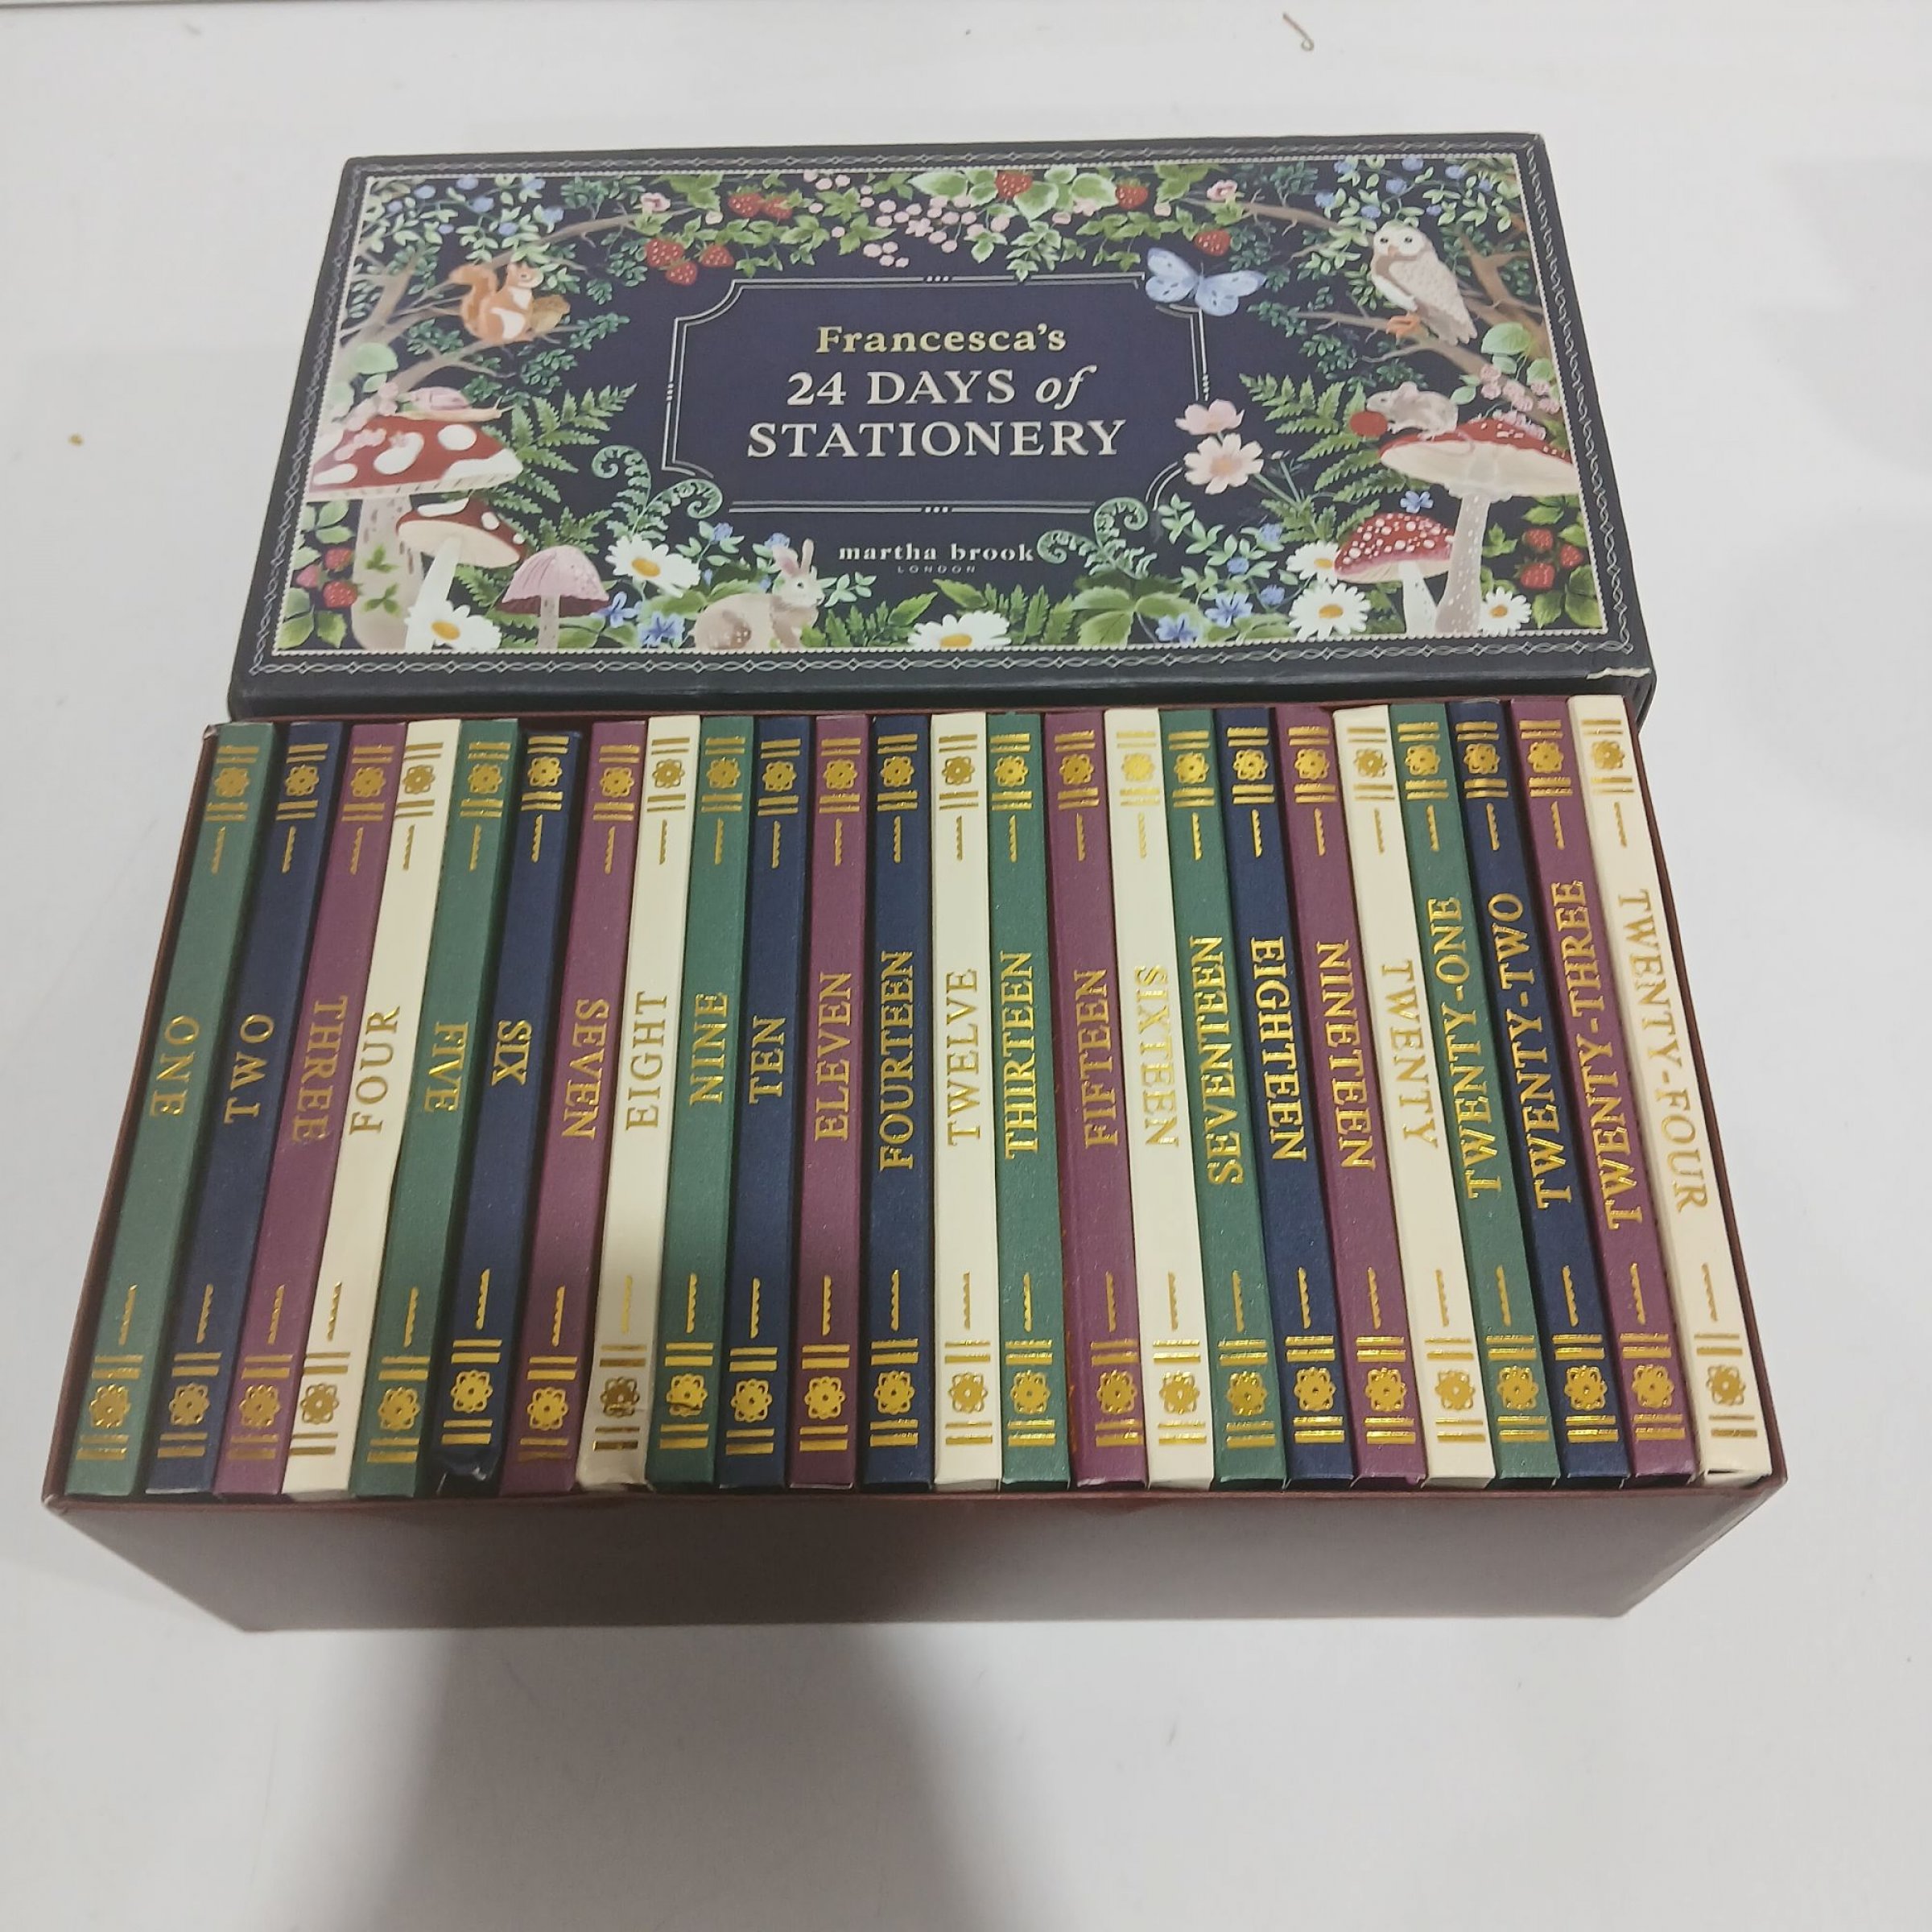 Francesca's
24 DAYS of
STATIONERY
martha brook
LONDON
ONE
TWO
THREE
FOUR
FIVE
SIX
SEVEN
EIGHT
NINE
TEN
ELEVEN
FOURTEEN
TWELVE
THIRTEEN
FIFTEEN
SIXTEEN
SEVENTEEN
EIGHTEEN
NINETEEN
TWENTY
TWENTY-ONE
TWENTY-TWO
TWENTY-THREE
TWENTY-FOUR